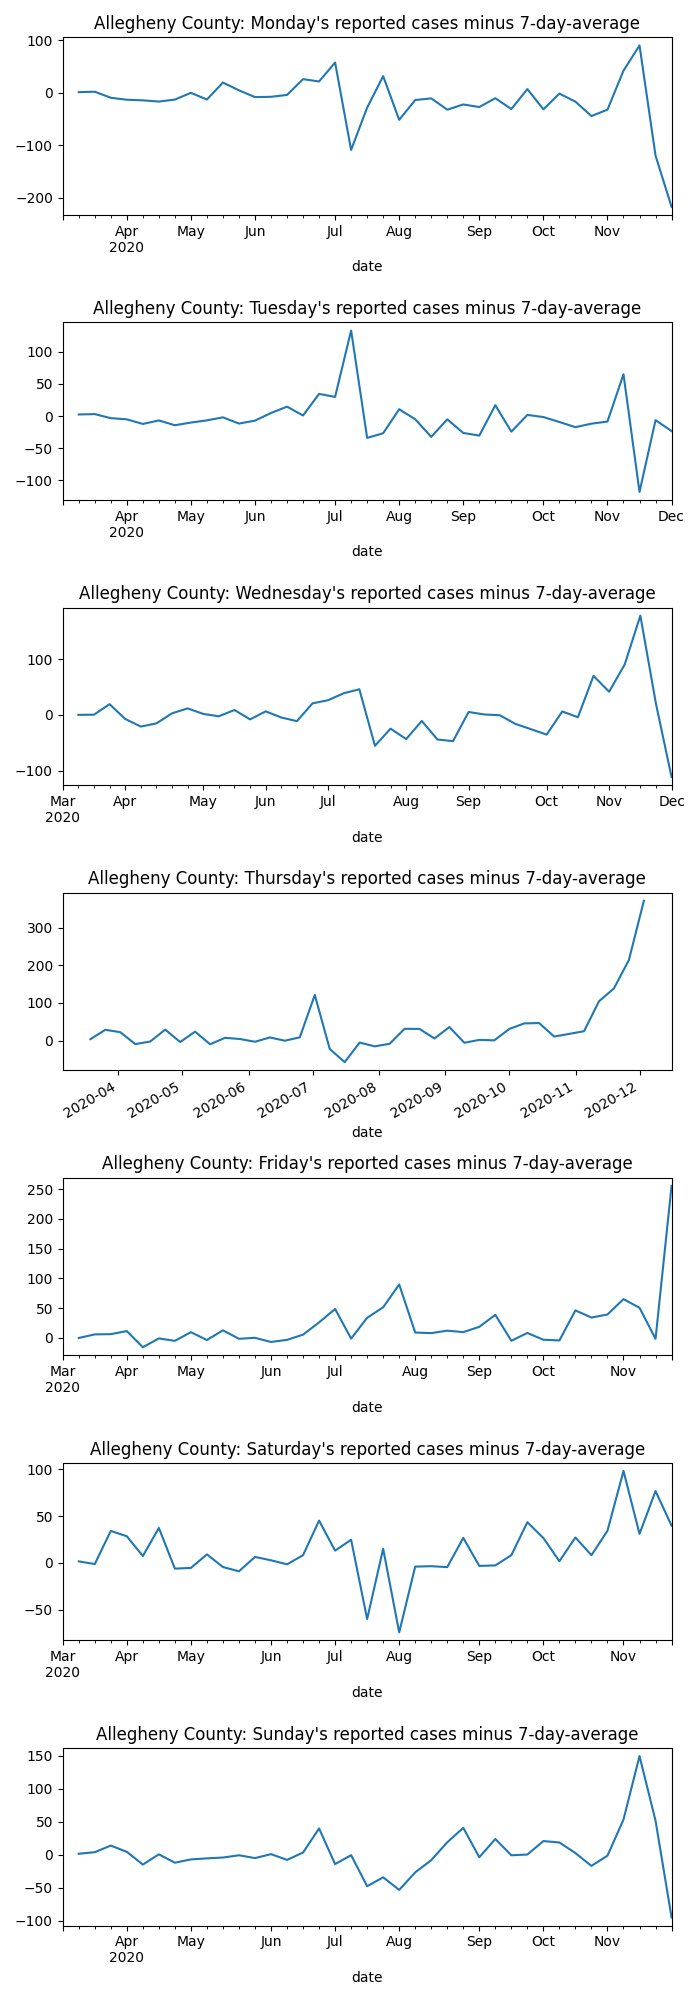 Allegheny County: Monday's reported cases minus 7-day-average
100
0
−100
−200
Apr May Jun Jul Aug Sep Oct Nov
2020
date
Allegheny County: Tuesday's reported cases minus 7-day-average
100
50
0
−50
−100
Apr May Jun Jul Aug Sep Oct Nov Dec
2020
date
Allegheny County: Wednesday's reported cases minus 7-day-average
100
0
−100
Mar Apr May Jun Jul Aug Sep Oct Nov Dec
2020
date
Allegheny County: Thursday's reported cases minus 7-day-average
300
200
100
0
2020-04 2020-05 2020-06 2020-07 2020-08 2020-09 2020-10 2020-11 2020-12
date
Allegheny County: Friday's reported cases minus 7-day-average
250
200
150
100
50
0
Mar Apr May Jun Jul Aug Sep Oct Nov
2020
date
Allegheny County: Saturday's reported cases minus 7-day-average
100
50
0
−50
Mar Apr May Jun Jul Aug Sep Oct Nov
2020
date
Allegheny County: Sunday's reported cases minus 7-day-average
150
100
50
0
−50
−100
Apr May Jun Jul Aug Sep Oct Nov
2020
date